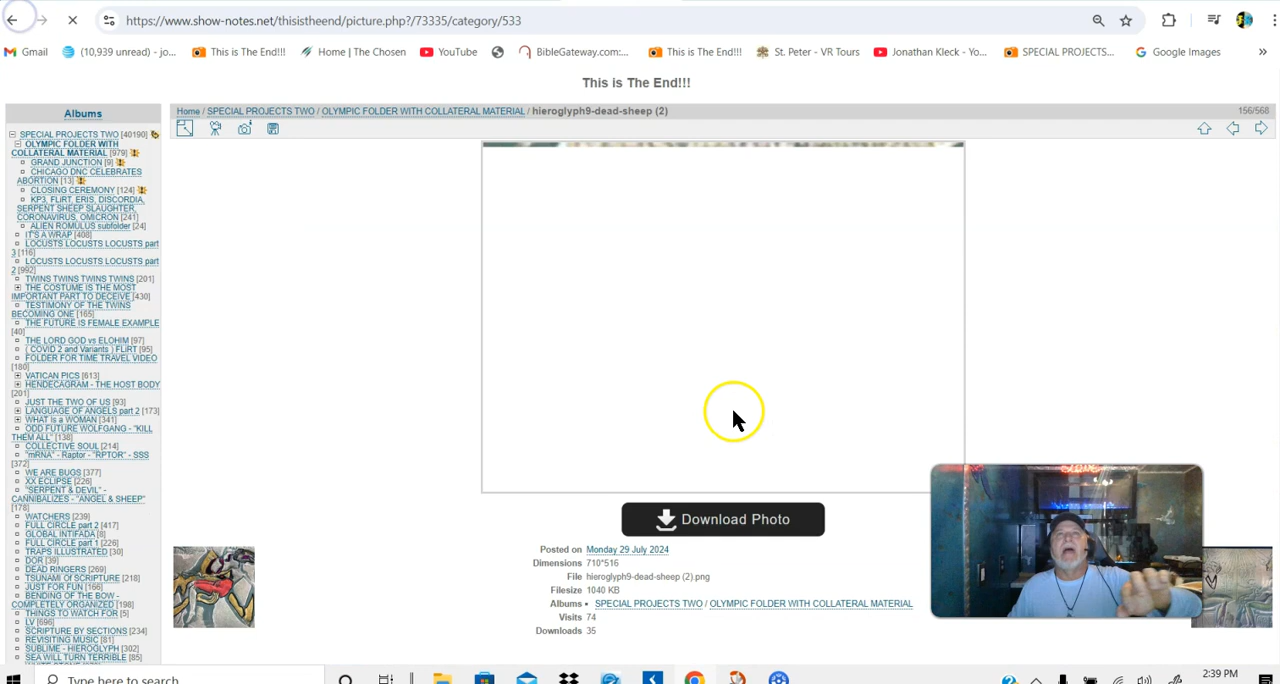 https://www.show-notes.net/thisistheend/picture.php?/73335/category/533
Gmail
(10,939 unread) - jo...
This is The End!!!
Home | The Chosen
YouTube
BibleGateway.com:...
This is The End!!!
St. Peter - VR Tours
Jonathan Kleck - Yo...
SPECIAL PROJECTS...
Google Images
»
This is The End!!!
Albums
Home / SPECIAL PROJECTS TWO / OLYMPIC FOLDER WITH COLLATERAL MATERIAL / hieroglyph9-dead-sheep (2)
156/568
SPECIAL PROJECTS TWO [40190]
OLYMPIC FOLDER WITH
COLLATERAL MATERIAL [979]
GRAND JUNCTION [9]
CHICAGO DNC CELEBRATES
ABORTION [13]
CLOSING CEREMONY [124]
KP3, FLiRT, ERIS, DISCORDIA,
SERPENT SHEEP SLAUGHTER,
CORONAVIRUS, OMICRON [241]
ALIEN ROMULUS subfolder [24]
IT'S A WRAP [408]
LOCUSTS LOCUSTS LOCUSTS part
3 [116]
LOCUSTS LOCUSTS LOCUSTS part
2 [992]
TWINS TWINS TWINS TWINS [201]
THE COSTUME IS THE MOST
IMPORTANT PART TO DECEIVE [430]
TESTIMONY OF THE TWINS
BECOMING ONE [165]
THE FUTURE IS FEMALE EXAMPLE
[40]
THE LORD GOD vs ELOHIM [97]
( COVID 2 and Variants ) FLiRT [95]
FOLDER FOR TIME TRAVEL VIDEO
[180]
VATICAN PICS [613]
HENDECAGRAM - THE HOST BODY
[201]
JUST THE TWO OF US [93]
LANGUAGE OF ANGELS part 2 [173]
WHAT is a WOMAN [341]
ODD FUTURE WOLFGANG - "KILL
THEM ALL" [138]
COLLECTIVE SOUL [214]
"mRNA" - Raptor - "RPTOR" - SSS
[372]
WE ARE BUGS [377]
XX ECLIPSE [226]
"SERPENT & DEVIL" -
CANNIBALIZES - "ANGEL & SHEEP"
[178]
WATCHERS [239]
FULL CIRCLE part 2 [417]
GLOBAL INTIFADA [8]
FULL CIRCLE part 1 [226]
TRAPS ILLUSTRATED [30]
DOR [39]
DEAD RINGERS [269]
TSUNAMI OF SCRIPTURE [218]
JUST FOR FUN [166]
BENDING OF THE BOW -
COMPLETELY ORGANIZED [198]
THINGS TO WATCH FOR [5]
LV [696]
SCRIPTURE BY SECTIONS [234]
REVISITING MUSIC [81]
SUBLIME - HIEROGLYPH [302]
SEA WILL TURN TERRIBLE [85]
Download Photo
Posted on Monday 29 July 2024
Dimensions 710*516
File hieroglyph9-dead-sheep (2).png
Filesize 1040 KB
Albums • SPECIAL PROJECTS TWO / OLYMPIC FOLDER WITH COLLATERAL MATERIAL
Visits 74
Downloads 35
Type here to search
2:39 PM